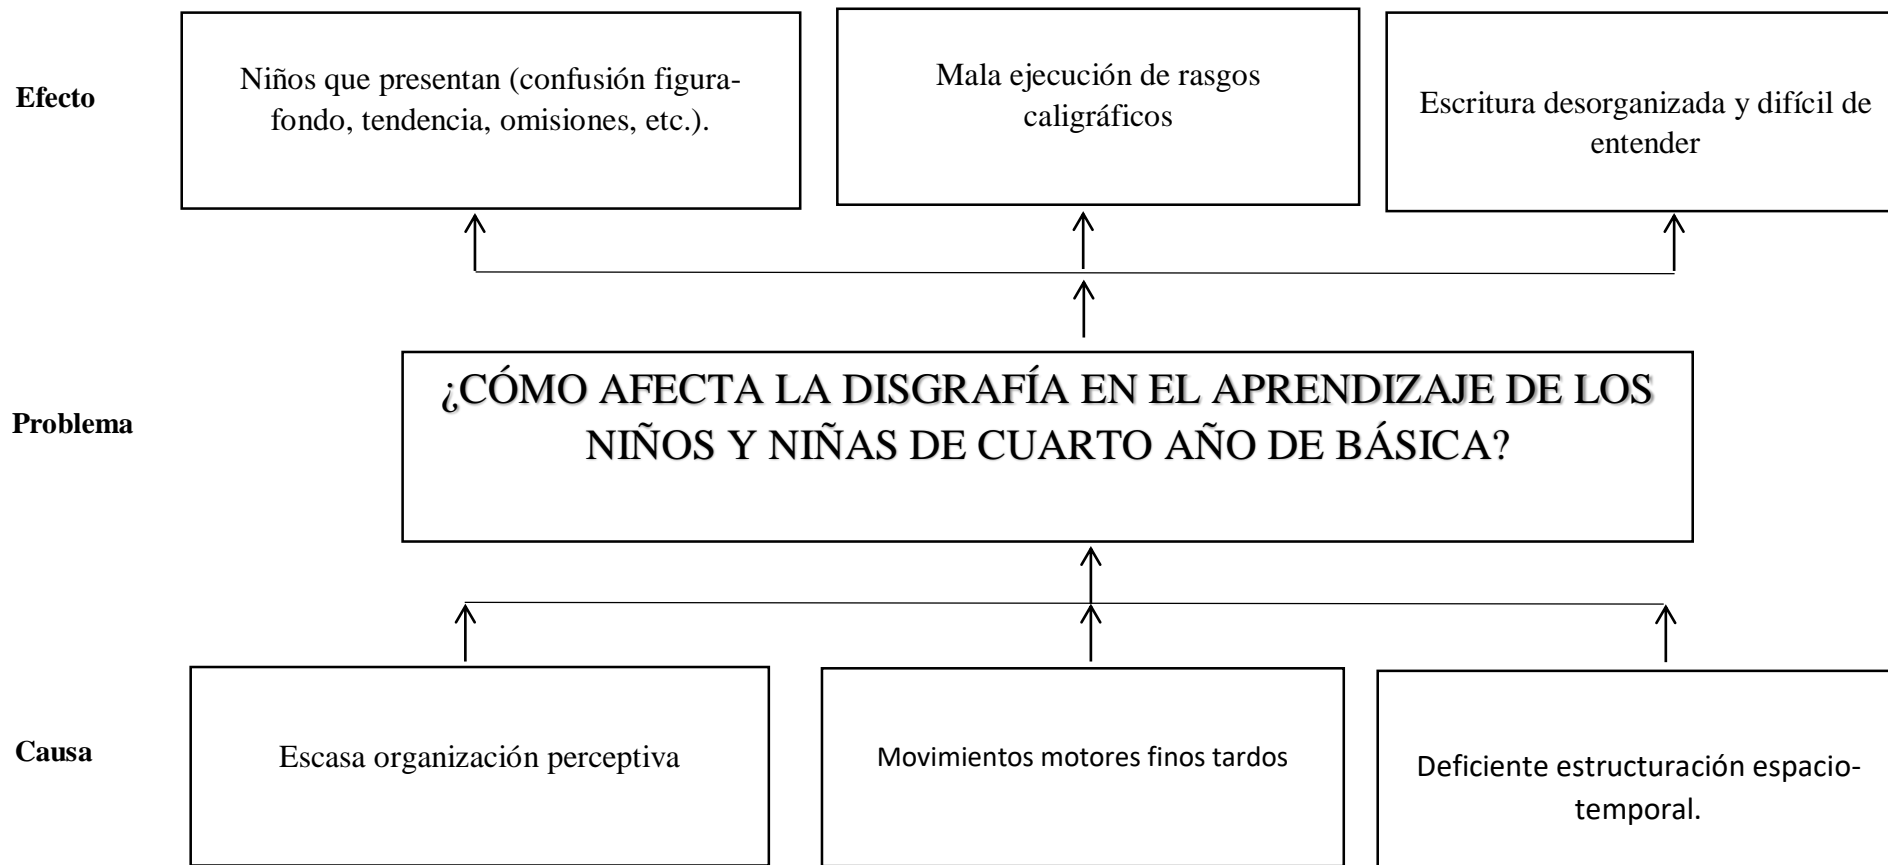 Efecto
Niños que presentan (confusión figura-
fondo, tendencia, omisiones, etc.).
Mala ejecución de rasgos
caligráficos
Escritura desorganizada y difícil de
entender
Problema
¿CÓMO AFECTA LA DISGRAFÍA EN EL APRENDIZAJE DE LOS
NIÑOS Y NIÑAS DE CUARTO AÑO DE BÁSICA?
Causa
Escasa organización perceptiva
Movimientos motores finos tardos
Deficiente estructuración espacio-
temporal.